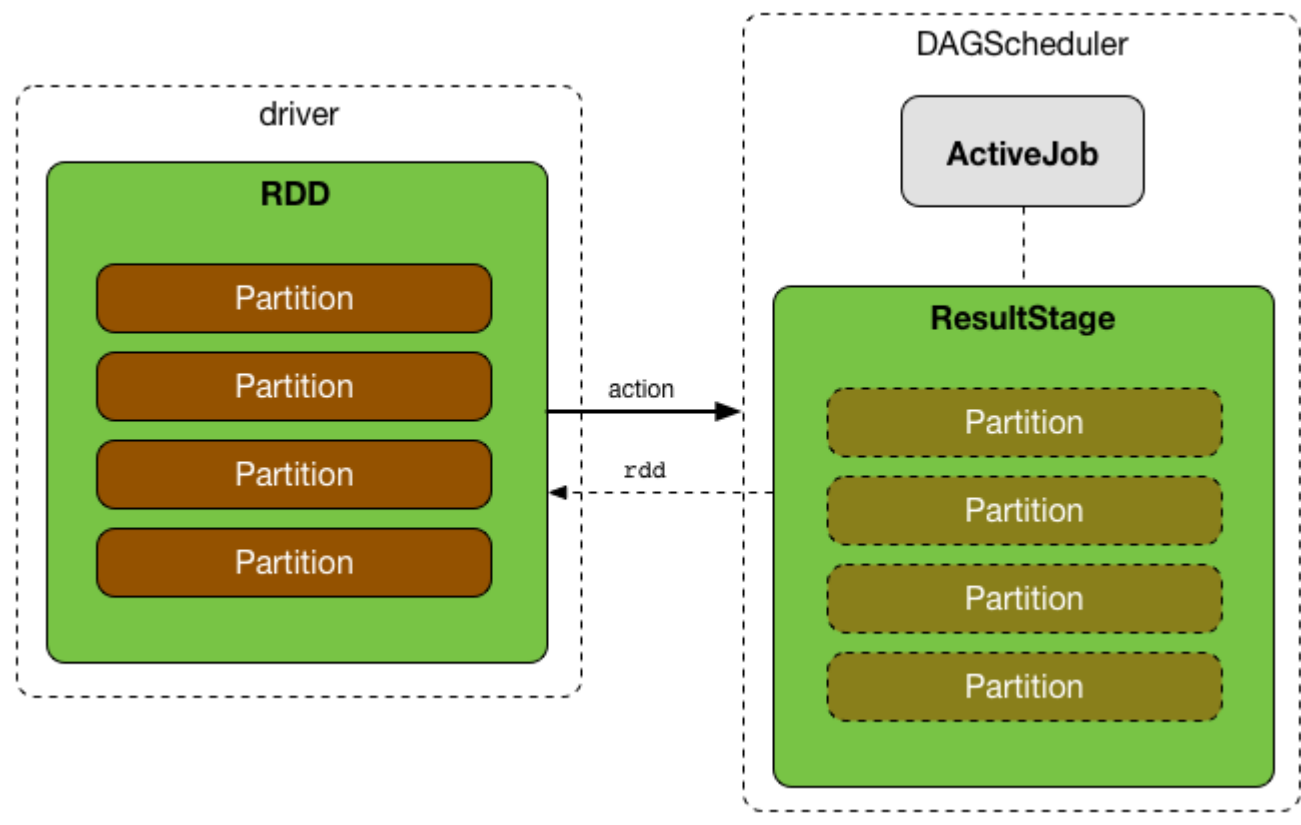 driver
RDD
Partition
Partition
Partition
Partition
action
rdd
DAGScheduler
ActiveJob
ResultStage
Partition
Partition
Partition
Partition